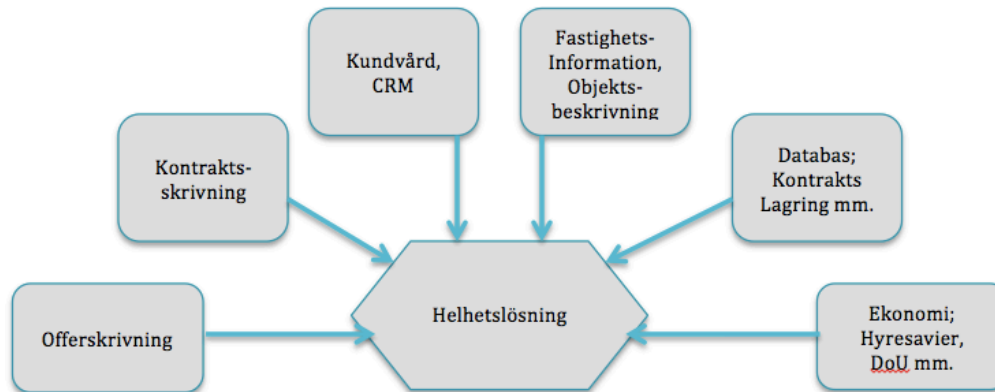 Kundvård,
CRM
Fastighets-
Information,
Objekts-
beskrivning
Kontrakts-
skrivning
Databas;
Kontrakts
Lagring mm.
Offerskrivning
Helhetslösning
Ekonomi;
Hyresavier,
DoU mm.